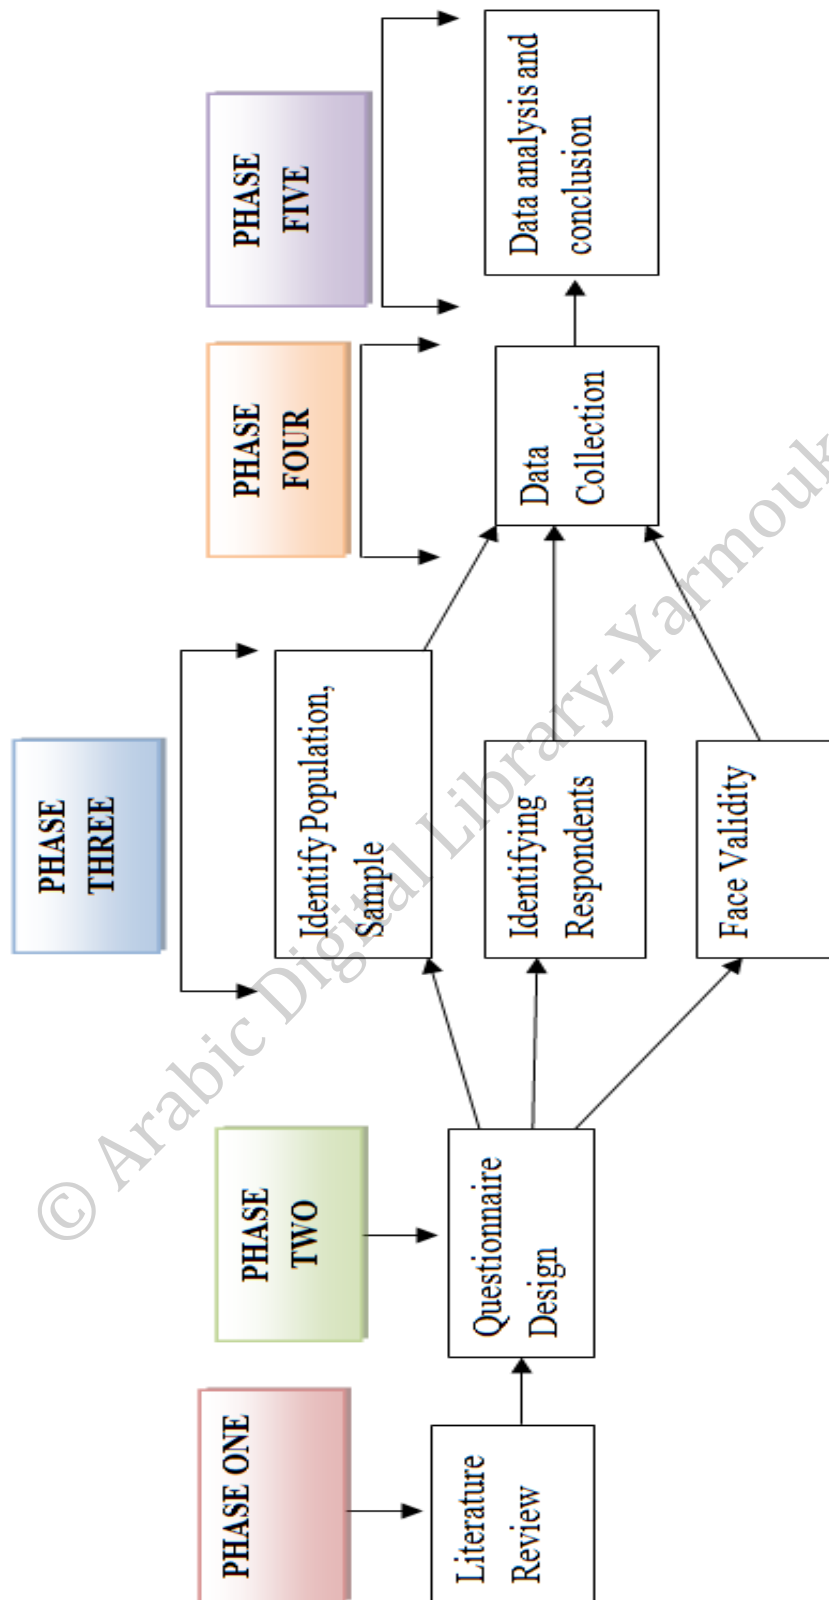 PHASE ONE
PHASE
TWO
PHASE
THREE
PHASE
FOUR
PHASE
FIVE
Literature
Review
Questionnaire
Design
Identify Population,
Sample
Identifying
Respondents
Face Validity
Data
Collection
Data analysis and
conclusion
© Arabic Digital Library-Yarmouk